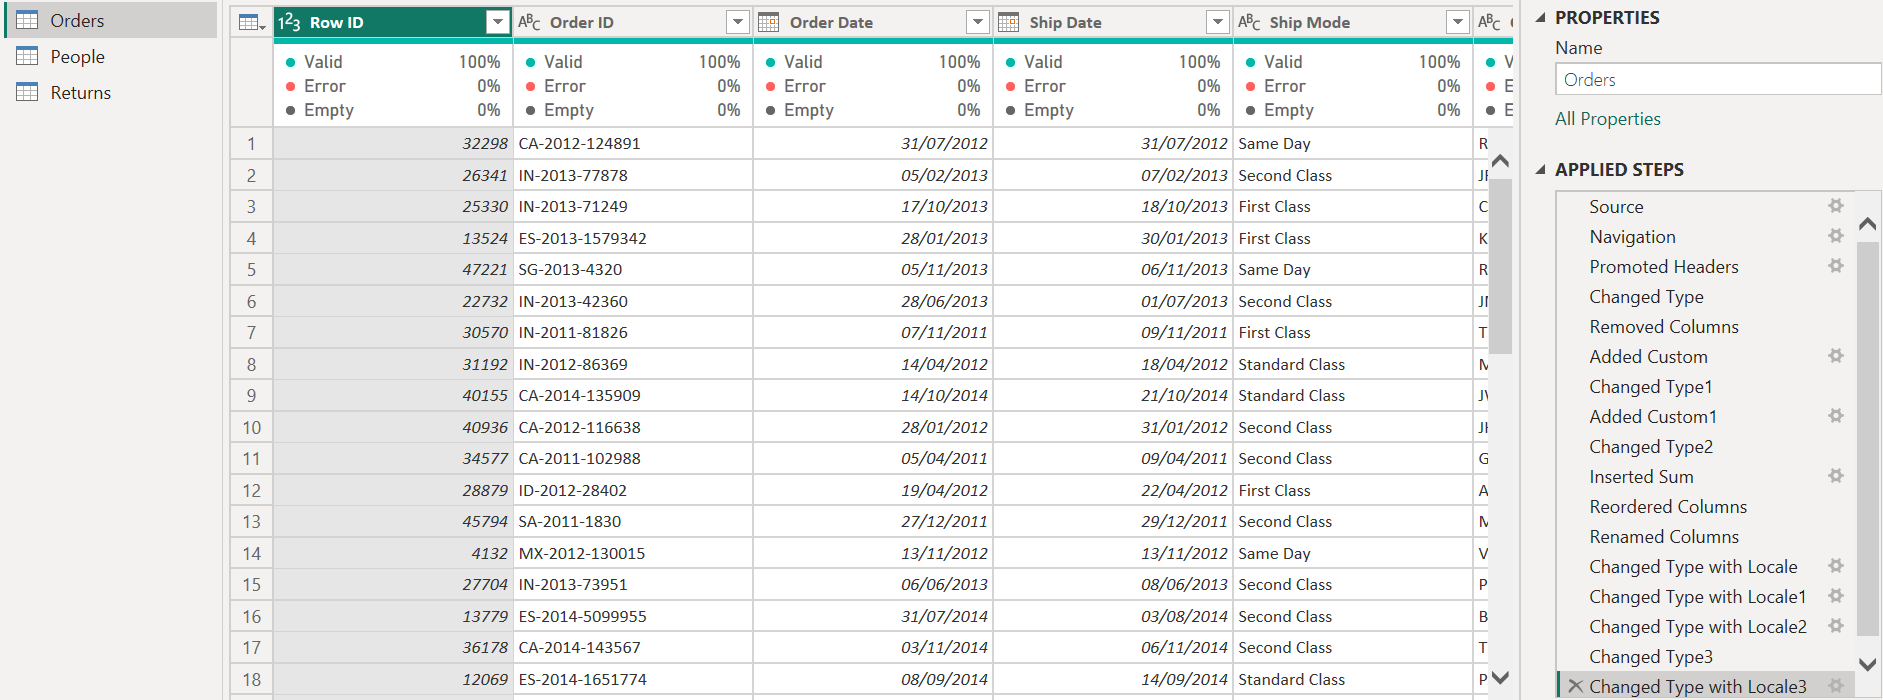 Orders
People
Returns
1²3 Row ID ABC Order ID Order Date Ship Date ABC Ship Mode ABC
Valid 100% Valid 100% Valid 100% Valid 100% Valid 100%
Error 0% Error 0% Error 0% Error 0% Error 0%
Empty 0% Empty 0% Empty 0% Empty 0% Empty 0%
1 32298 CA-2012-124891 31/07/2012 31/07/2012 Same Day R
2 26341 IN-2013-77878 05/02/2013 07/02/2013 Second Class
3 25330 IN-2013-71249 17/10/2013 18/10/2013 First Class C
4 13524 ES-2013-1579342 28/01/2013 30/01/2013 First Class K
5 47221 SG-2013-4320 05/11/2013 06/11/2013 Same Day R
6 22732 IN-2013-42360 28/06/2013 01/07/2013 Second Class
7 30570 IN-2011-81826 07/11/2011 09/11/2011 First Class T
8 31192 IN-2012-86369 14/04/2012 18/04/2012 Standard Class
9 40155 CA-2014-135909 14/10/2014 21/10/2014 Standard Class
10 40936 CA-2012-116638 28/01/2012 31/01/2012 Second Class
11 34577 CA-2011-102988 05/04/2011 09/04/2011 Second Class G
12 28879 ID-2012-28402 19/04/2012 22/04/2012 First Class A
13 45794 SA-2011-1830 27/12/2011 29/12/2011 Second Class
14 4132 MX-2012-130015 13/11/2012 13/11/2012 Same Day V
15 27704 IN-2013-73951 06/06/2013 08/06/2013 Second Class P
16 13779 ES-2014-5099955 31/07/2014 03/08/2014 Second Class B
17 36178 CA-2014-143567 03/11/2014 06/11/2014 Second Class T
18 12069 ES-2014-1651774 08/09/2014 14/09/2014 Standard Class P
PROPERTIES
Name
Orders
All Properties
APPLIED STEPS
Source
Navigation
Promoted Headers
Changed Type
Removed Columns
Added Custom
Changed Type1
Added Custom1
Changed Type2
Inserted Sum
Reordered Columns
Renamed Columns
Changed Type with Locale
Changed Type with Locale1
Changed Type with Locale2
Changed Type3
Changed Type with Locale3